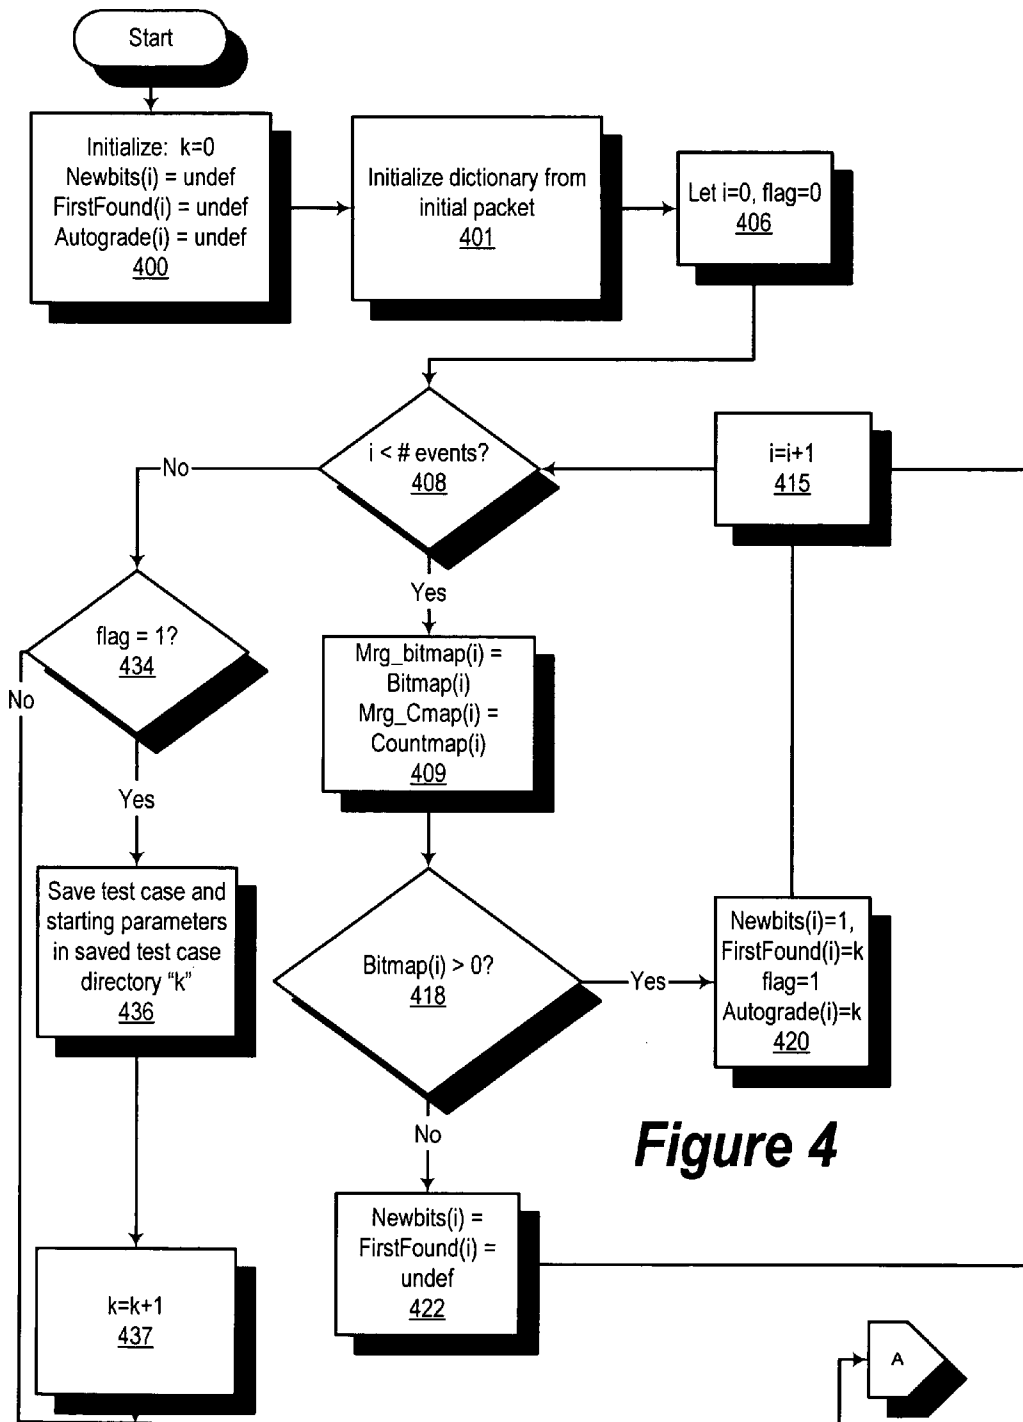 Start
Initialize: k=0
Newbits(i) = undef
FirstFound(i) = undef
Autograde(i) = undef
400
Initialize dictionary from
initial packet
401
Let i=0, flag=0
406
i < # events?
408
i=i+1
415
No
Yes
flag = 1?
434
No
Mrg_bitmap(i) =
Bitmap(i)
Mrg_Cmap(i) =
Countmap(i)
409
Yes
Save test case and
starting parameters
in saved test case
directory "k"
436
Bitmap(i) > 0?
418
Yes
Newbits(i)=1,
FirstFound(i)=k
flag=1
Autograde(i)=k
420
No
Figure 4
Newbits(i) =
FirstFound(i) =
undef
422
k=k+1
437
A